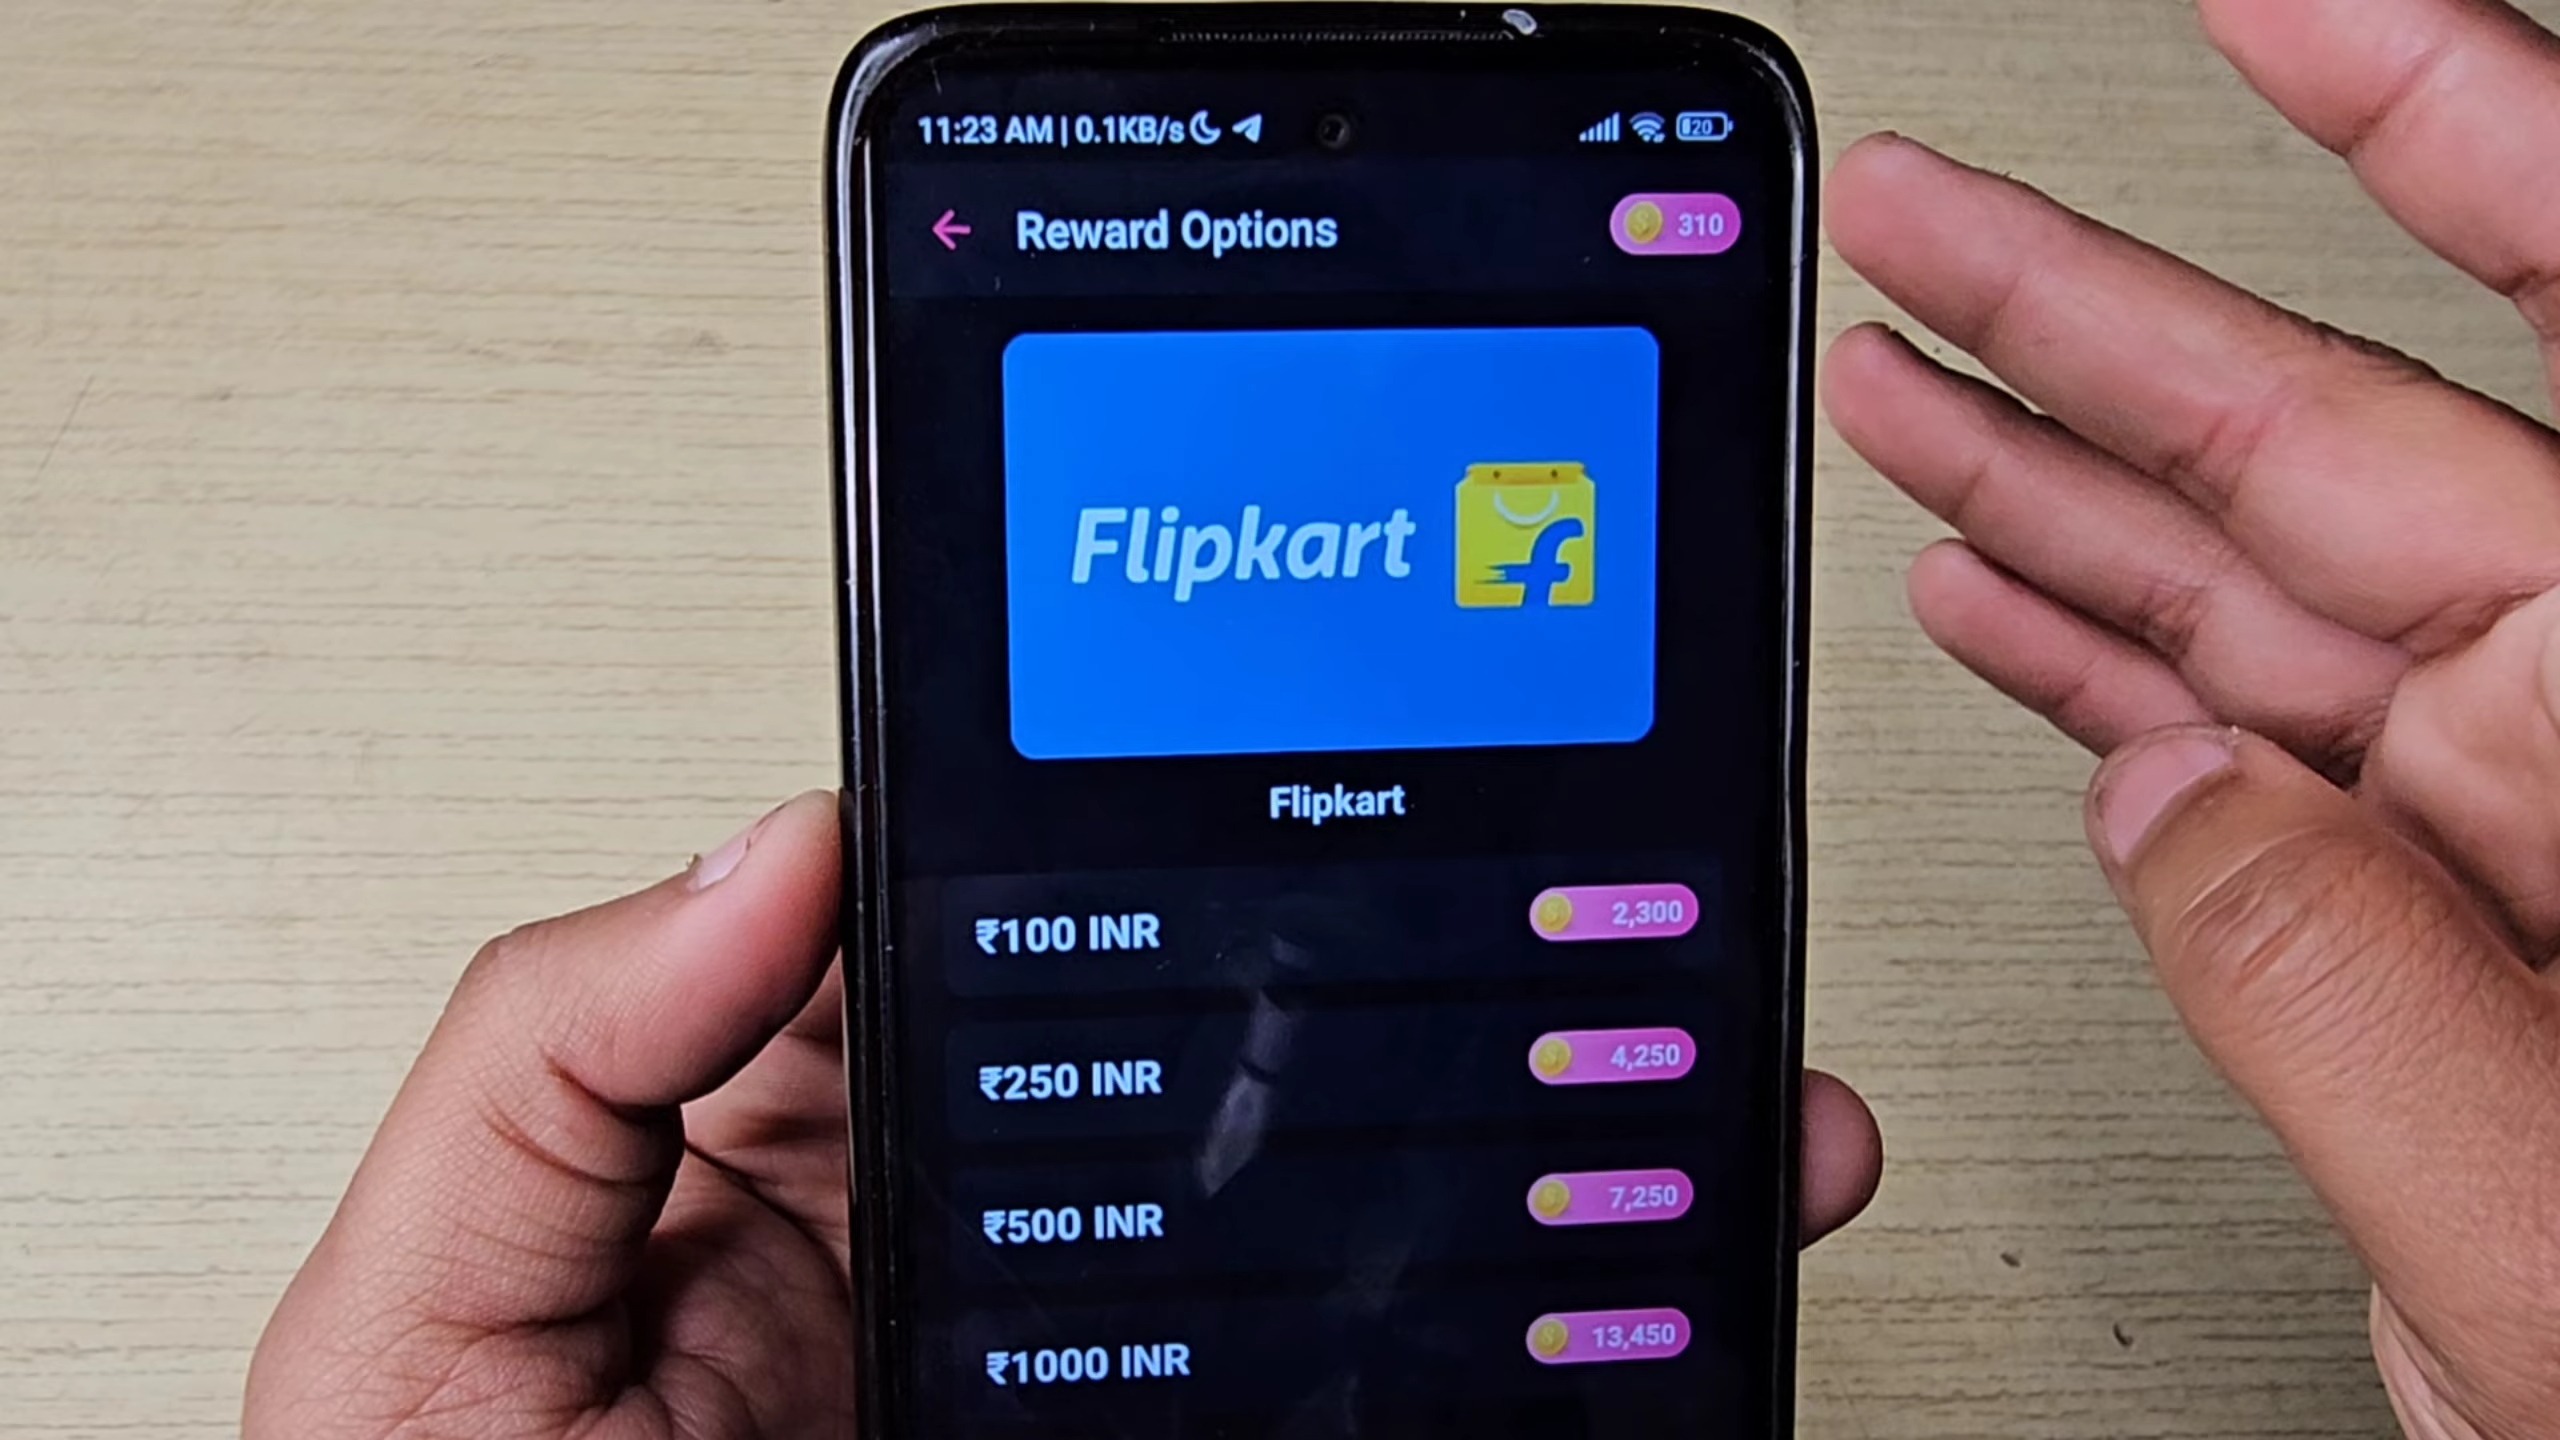 11:23 AM | 0.1KB/s 20
Reward Options 310
Flipkart
Flipkart
₹100 INR 2,300
₹250 INR 4,250
₹500 INR 7,250
₹1000 INR 13,450